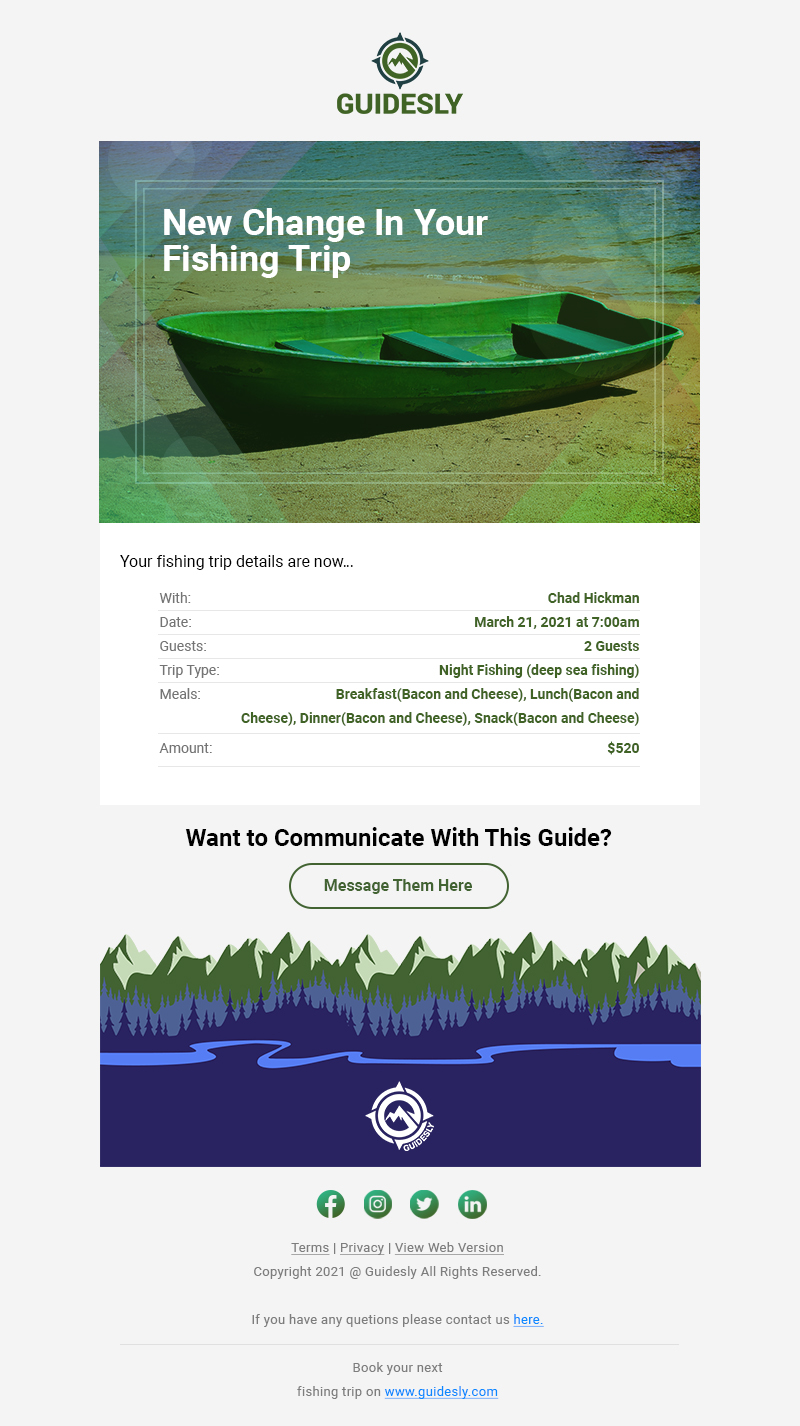 GUIDESLY
New Change In Your
Fishing Trip
Your fishing trip details are now...
With: Chad Hickman
Date: March 21, 2021 at 7:00am
Guests: 2 Guests
Trip Type: Night Fishing (deep sea fishing)
Meals: Breakfast(Bacon and Cheese), Lunch(Bacon and
Cheese), Dinner(Bacon and Cheese), Snack(Bacon and Cheese)
Amount: $520
Want to Communicate With This Guide?
Message Them Here
GUIDESLY
Terms | Privacy | View Web Version
Copyright 2021 @ Guidesly All Rights Reserved.
If you have any quetions please contact us here.
Book your next
fishing trip on www.guidesly.com